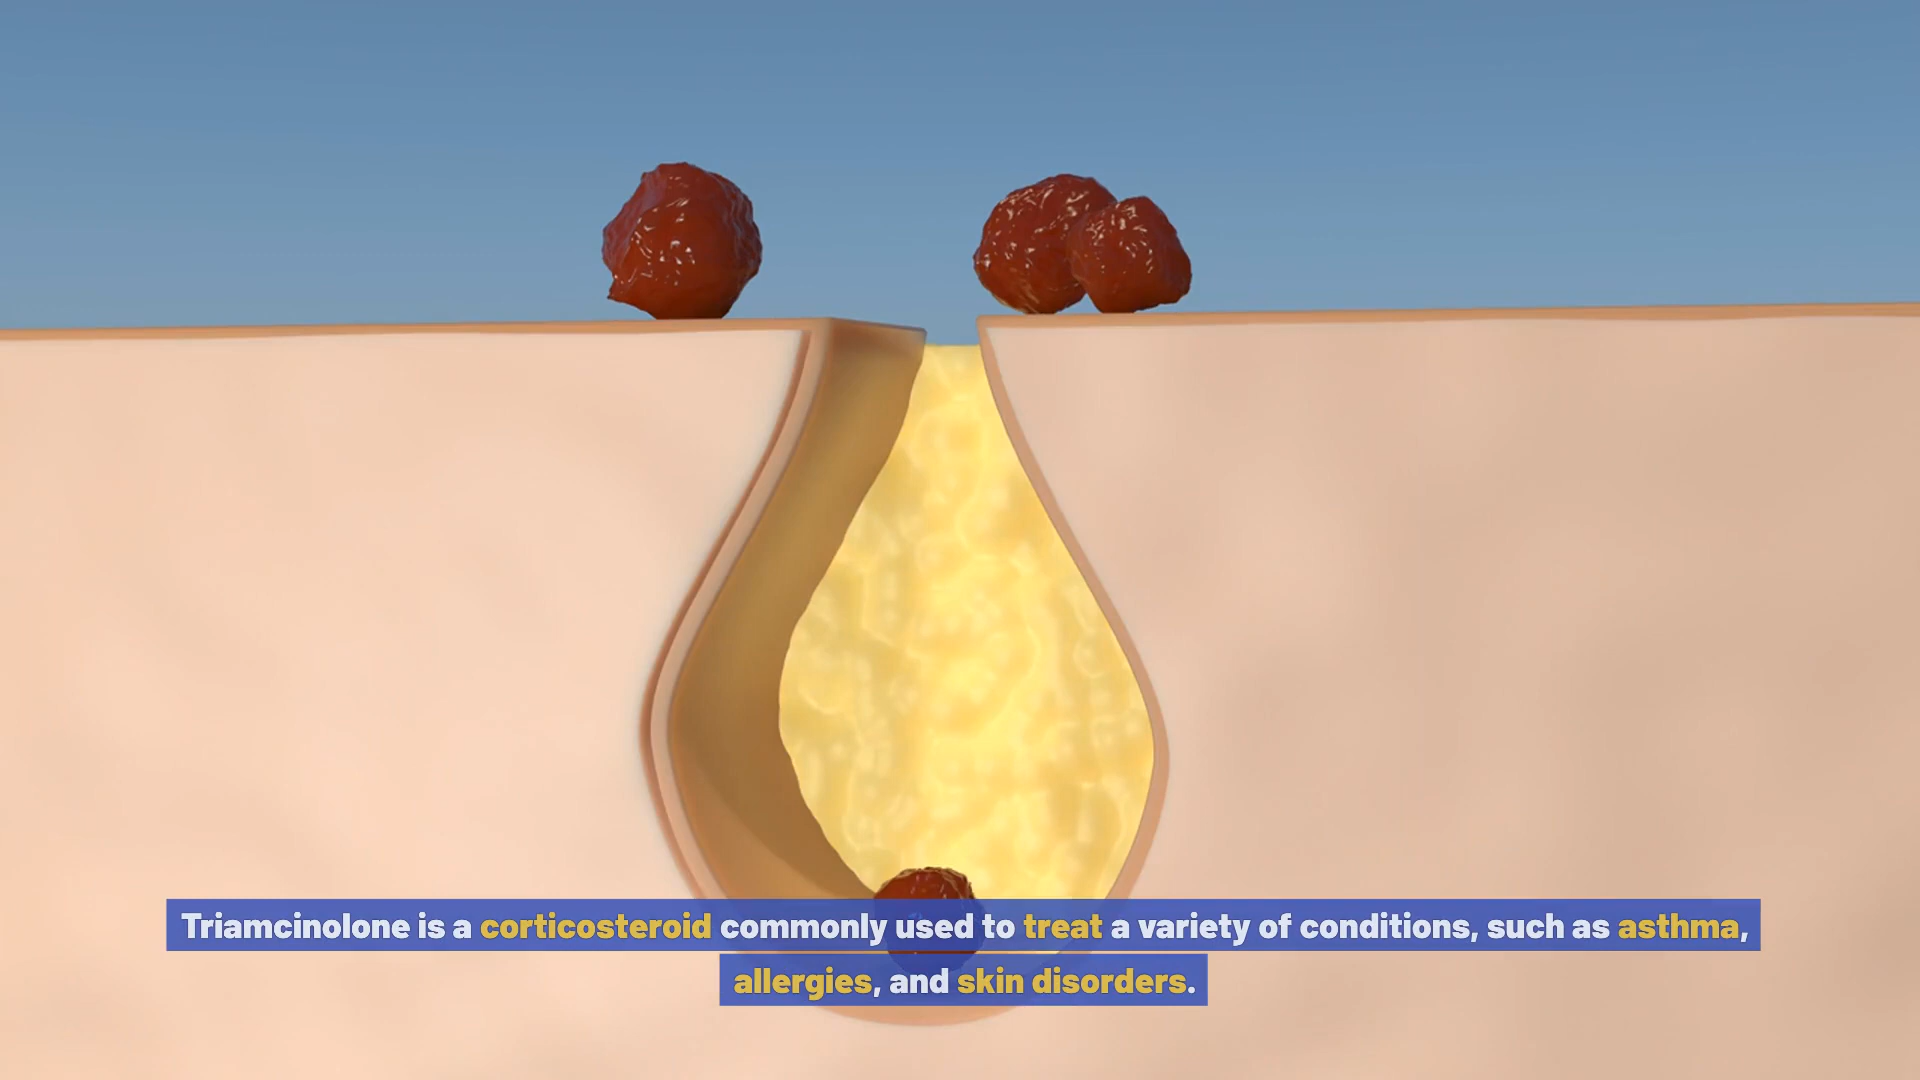 Triamcinolone is a corticosteroid commonly used to treat a variety of conditions, such as asthma,
allergies, and skin disorders.